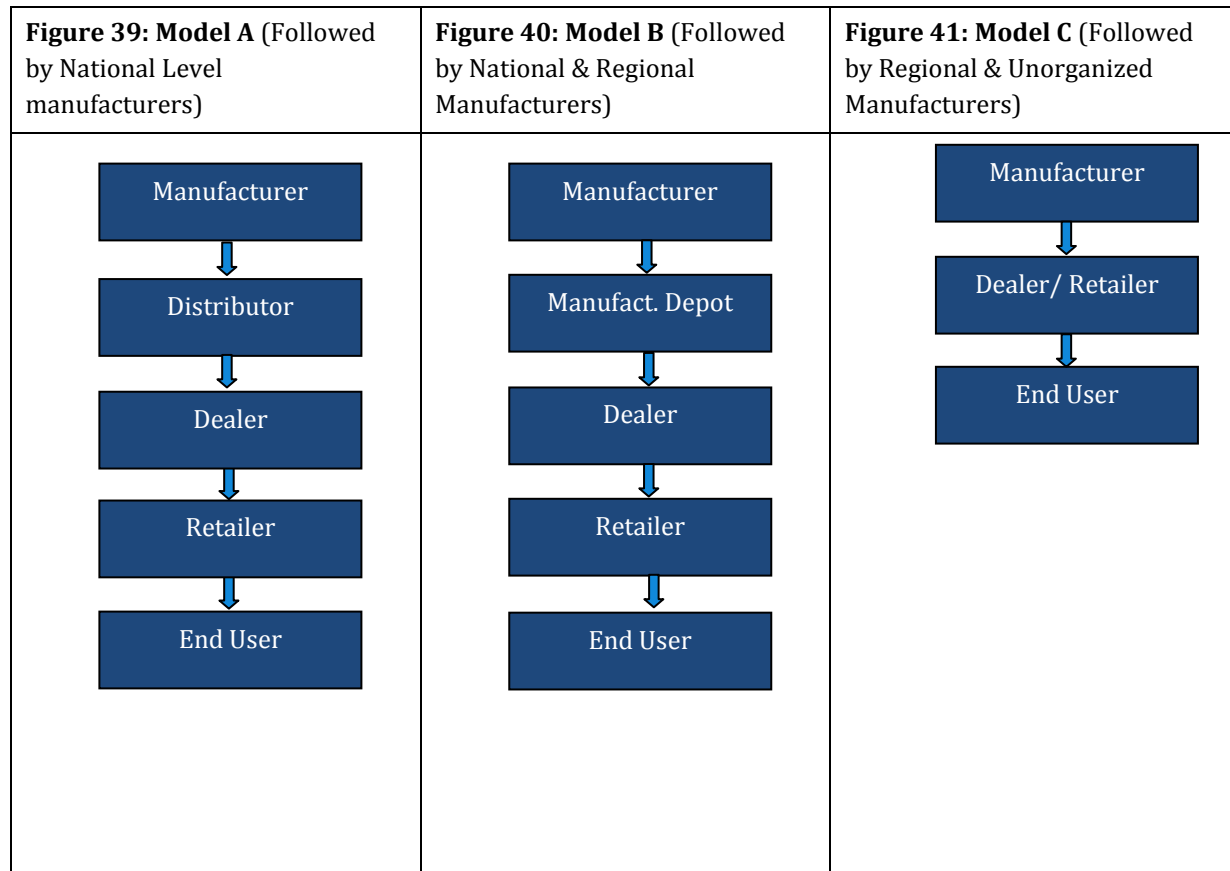 Figure 39: Model A (Followed
by National Level
manufacturers)
Figure 40: Model B (Followed
by National & Regional
Manufacturers)
Figure 41: Model C (Followed
by Regional & Unorganized
Manufacturers)
Manufacturer
Distributor
Dealer
Retailer
End User
Manufacturer
Manufact. Depot
Dealer
Retailer
End User
Manufacturer
Dealer/ Retailer
End User